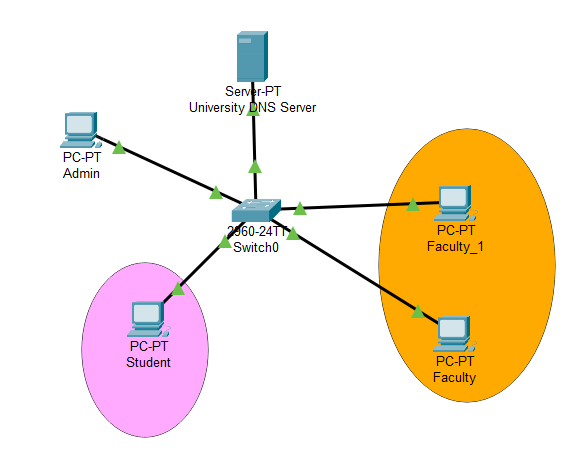 Server-PT
University DNS Server
PC-PT
Admin
2960-24TT
Switch0
PC-PT
Faculty_1
PC-PT
Student
PC-PT
Faculty